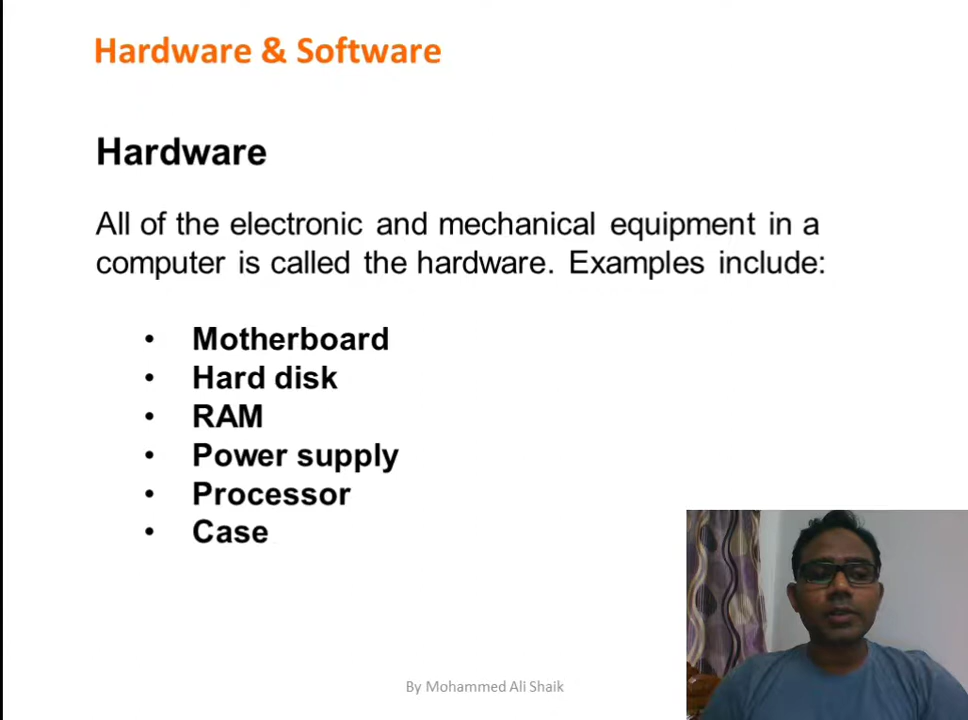 Hardware & Software
Hardware
All of the electronic and mechanical equipment in a
computer is called the hardware. Examples include:
• Motherboard
• Hard disk
• RAM
• Power supply
• Processor
• Case
By Mohammed Ali Shaik